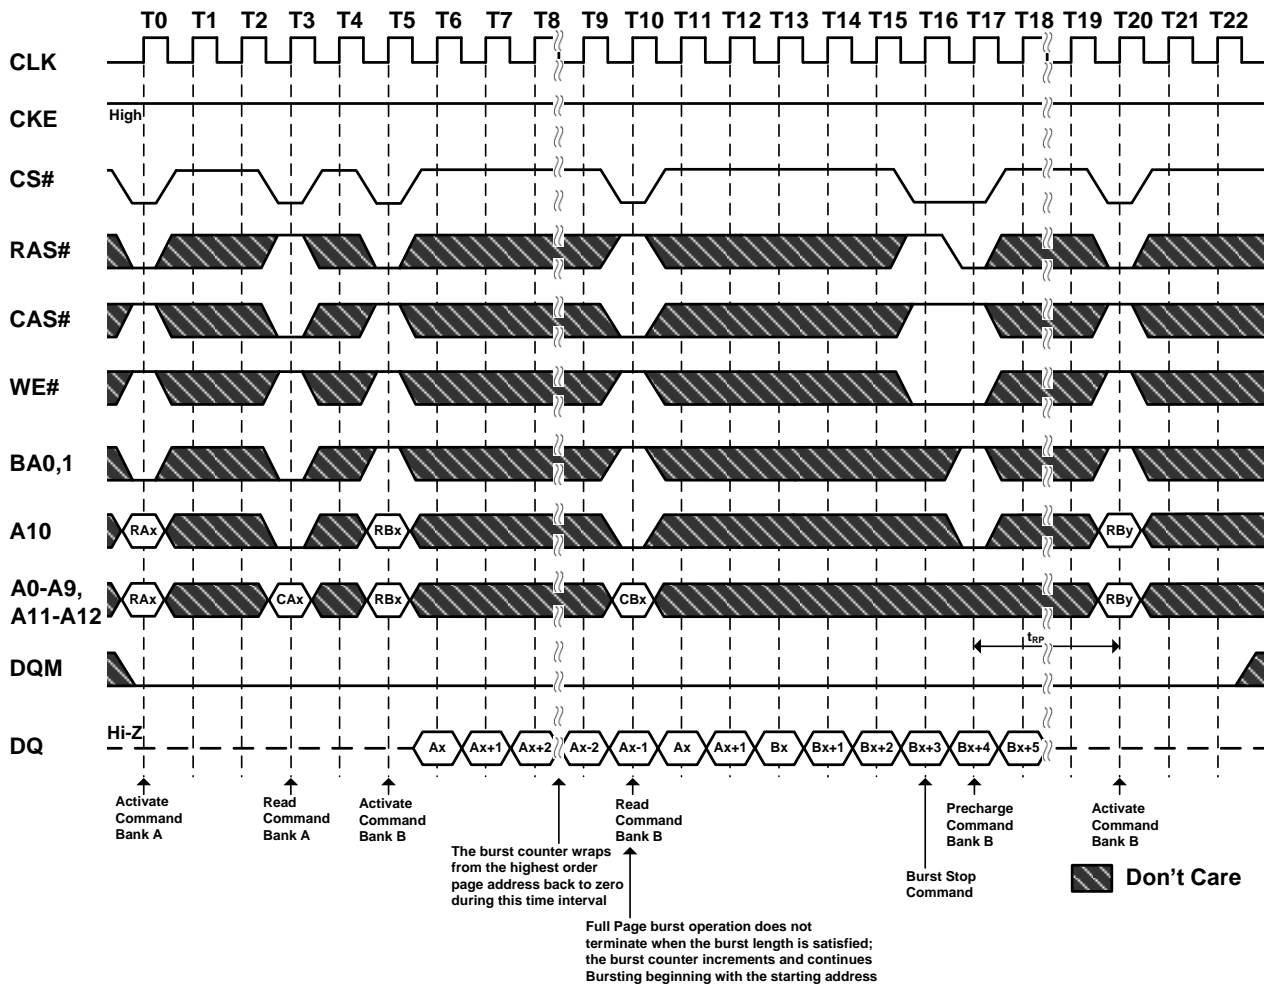 T0 T1 T2 T3 T4 T5 T6 T7 T8 T9 T10 T11 T12 T13 T14 T15 T16 T17 T18 T19 T20 T21 T22
CLK
CKE
High
CS#
RAS#
CAS#
WE#
BA0,1
A10
RAx RBx RBy
A0-A9,
A11-A12
RAx CAx RBx CBx RBy
tRP
DQM
DQ
Hi-Z
Ax Ax+1 Ax+2 Ax-2 Ax-1 Ax Ax+1 Bx Bx+1 Bx+2 Bx+3 Bx+4 Bx+5
Activate
Command
Bank A
Read
Command
Bank A
Activate
Command
Bank B
The burst counter wraps
from the highest order
page address back to zero
during this time interval
Read
Command
Bank B
Full Page burst operation does not
terminate when the burst length is satisfied;
the burst counter increments and continues
Bursting beginning with the starting address
Burst Stop
Command
Precharge
Command
Bank B
Activate
Command
Bank B
Don't Care